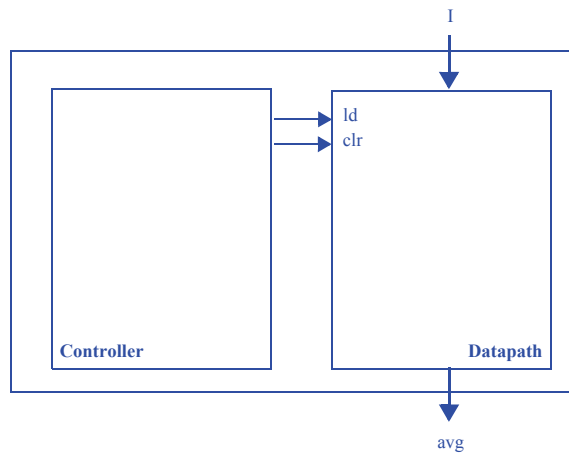 I
ld
clr
Controller
Datapath
avg